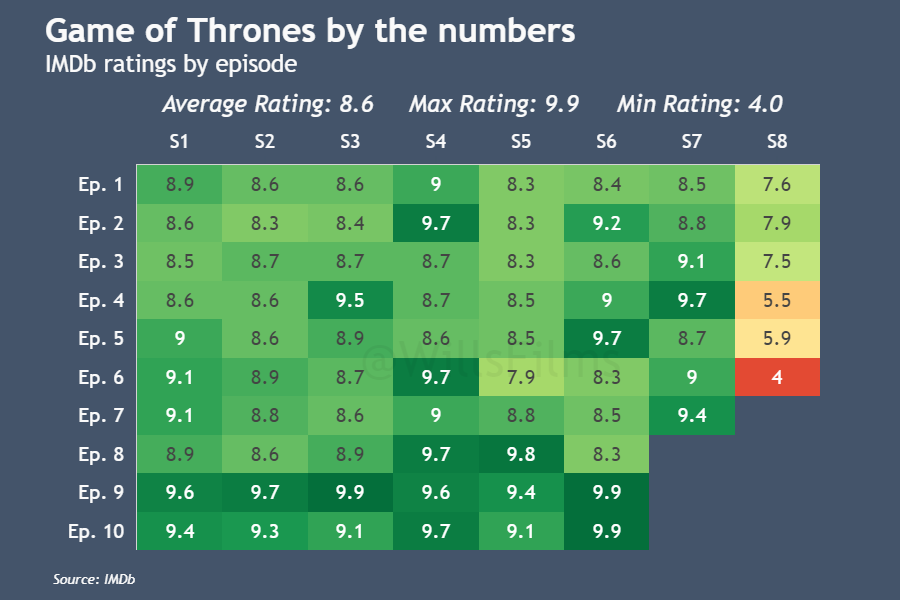 Game of Thrones by the numbers
IMDb ratings by episode
Average Rating: 8.6 Max Rating: 9.9 Min Rating: 4.0
S1 S2 S3 S4 S5 S6 S7 S8
Ep. 1 8.9 8.6 8.6 9 8.3 8.4 8.5 7.6
Ep. 2 8.6 8.3 8.4 9.7 8.3 9.2 8.8 7.9
Ep. 3 8.5 8.7 8.7 8.7 8.3 8.6 9.1 7.5
Ep. 4 8.6 8.6 9.5 8.7 8.5 9 9.7 5.5
Ep. 5 9 8.6 8.9 8.6 8.5 9.7 8.7 5.9
@WillsFilms
Ep. 6 9.1 8.9 8.7 9.7 7.9 8.3 9 4
Ep. 7 9.1 8.8 8.6 9 8.8 8.5 9.4
Ep. 8 8.9 8.6 8.9 9.7 9.8 8.3
Ep. 9 9.6 9.7 9.9 9.6 9.4 9.9
Ep. 10 9.4 9.3 9.1 9.7 9.1 9.9
Source: IMDb